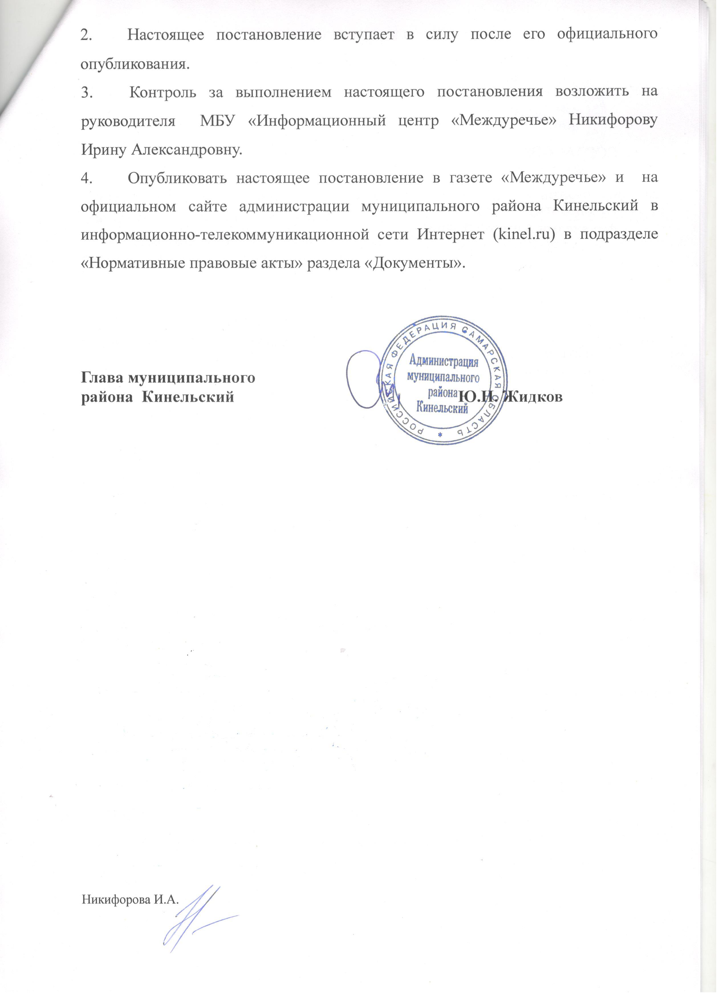 2. Настоящее постановление вступает в силу после его официального
опубликования.
3. Контроль за выполнением настоящего постановления возложить на
руководителя МБУ «Информационный центр «Междуречье» Никифорову
Ирину Александровну.
4. Опубликовать настоящее постановление в газете «Междуречье» и на
официальном сайте администрации муниципального района Кинельский в
информационно-телекоммуникационной сети Интернет (kinel.ru) в подразделе
«Нормативные правовые акты» раздела «Документы».
Глава муниципального
района Кинельский
Ю.Н. Жидков
РОССИЙСКАЯ ФЕДЕРАЦИЯ САМАРСКАЯ ОБЛАСТЬ *
Администрация
муниципального
района
Кинельский
Никифорова И.А.